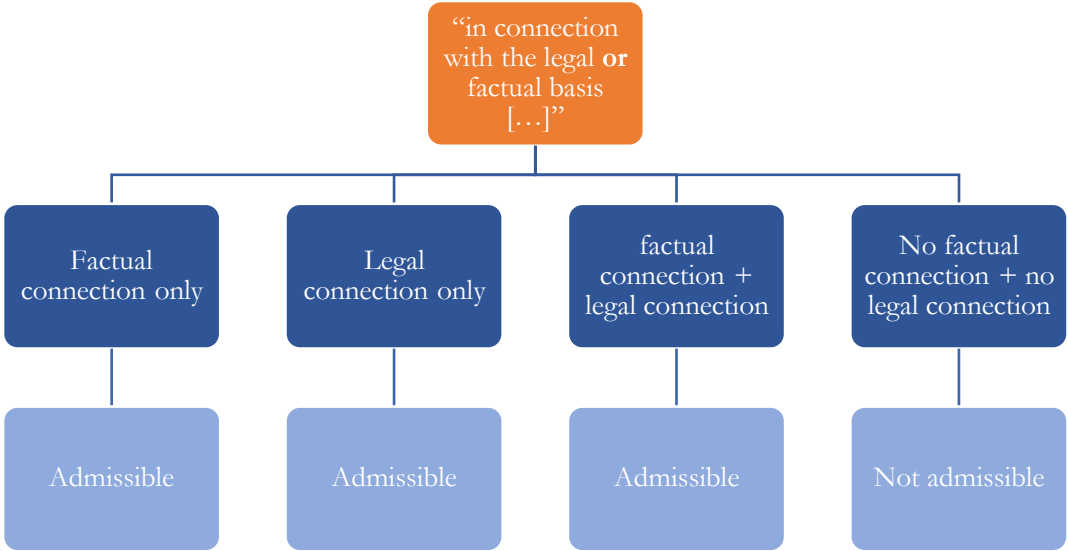 “in connection
with the legal or
factual basis
[…]”
Factual
connection only
Legal
connection only
factual
connection +
legal connection
No factual
connection + no
legal connection
Admissible
Admissible
Admissible
Not admissible